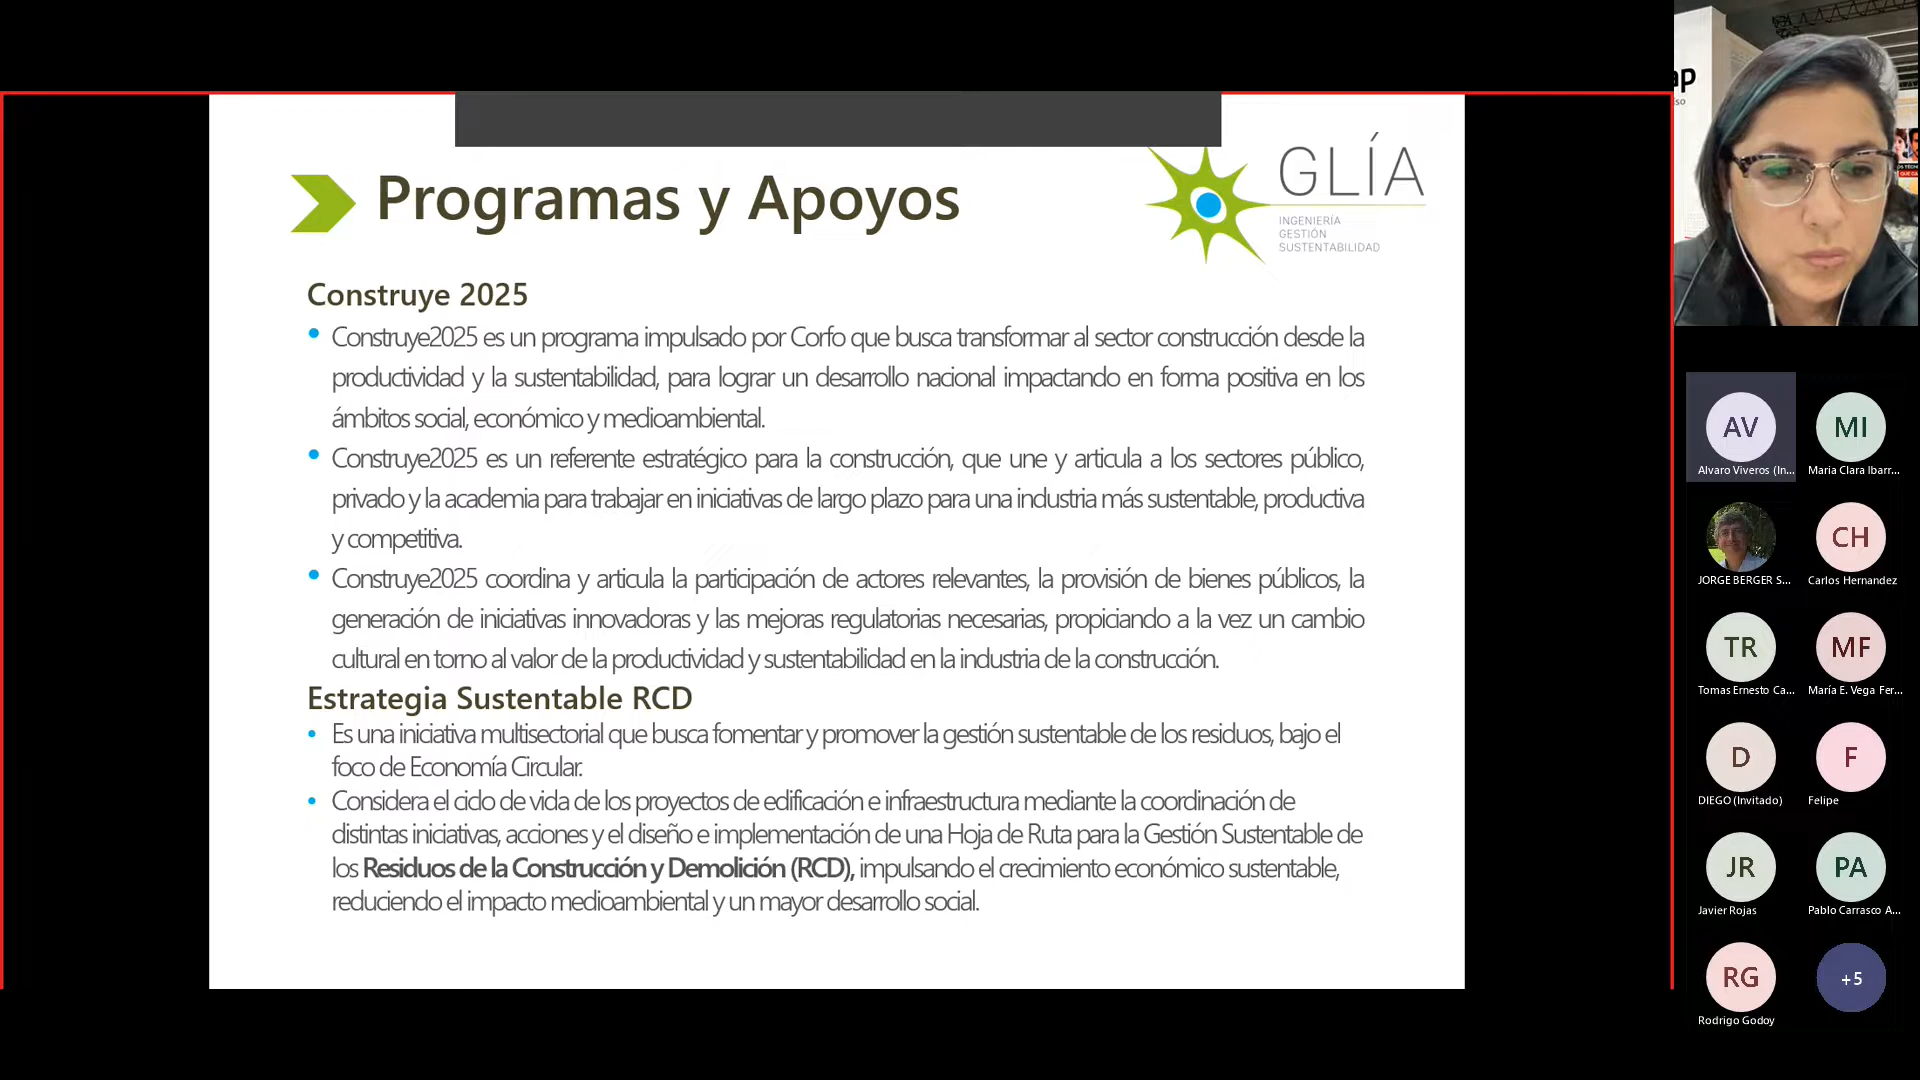 Programas y Apoyos
GLÍA
INGENIERÍA
GESTIÓN
SUSTENTABILIDAD
Construye 2025
• Construye2025 es un programa impulsado por Corfo que busca transformar al sector construcción desde la
productividad y la sustentabilidad, para lograr un desarrollo nacional impactando en forma positiva en los
ámbitos social, económico y medioambiental.
• Construye2025 es un referente estratégico para la construcción, que une y articula a los sectores público,
privado y la academia para trabajar en iniciativas de largo plazo para una industria más sustentable, productiva
y competitiva.
• Construye2025 coordina y articula la participación de actores relevantes, la provisión de bienes públicos, la
generación de iniciativas innovadoras y las mejoras regulatorias necesarias, propiciando a la vez un cambio
cultural en torno al valor de la productividad y sustentabilidad en la industria de la construcción.
Estrategia Sustentable RCD
• Es una iniciativa multisectorial que busca fomentar y promover la gestión sustentable de los residuos, bajo el
foco de Economía Circular.
• Considera el ciclo de vida de los proyectos de edificación e infraestructura mediante la coordinación de
distintas iniciativas, acciones y el diseño e implementación de una Hoja de Ruta para la Gestión Sustentable de
los Residuos de la Construcción y Demolición (RCD), impulsando el crecimiento económico sustentable,
reduciendo el impacto medioambiental y un mayor desarrollo social.
ap
AV
Alvaro Viveros (In...
MI
Maria Clara Ibarr...
JORGE BERGER S...
CH
Carlos Hernandez
TR
Tomas Ernesto Ca...
MF
María E. Vega Fer...
D
DIEGO (Invitado)
F
Felipe
JR
Javier Rojas
PA
Pablo Carrasco A...
RG
Rodrigo Godoy
+5